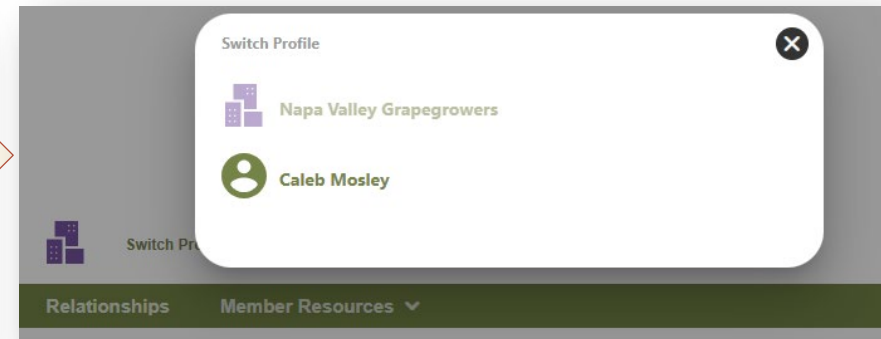 Switch Profile
Napa Valley Grapegrowers
Caleb Mosley
Switch Pr
Relationships Member Resources